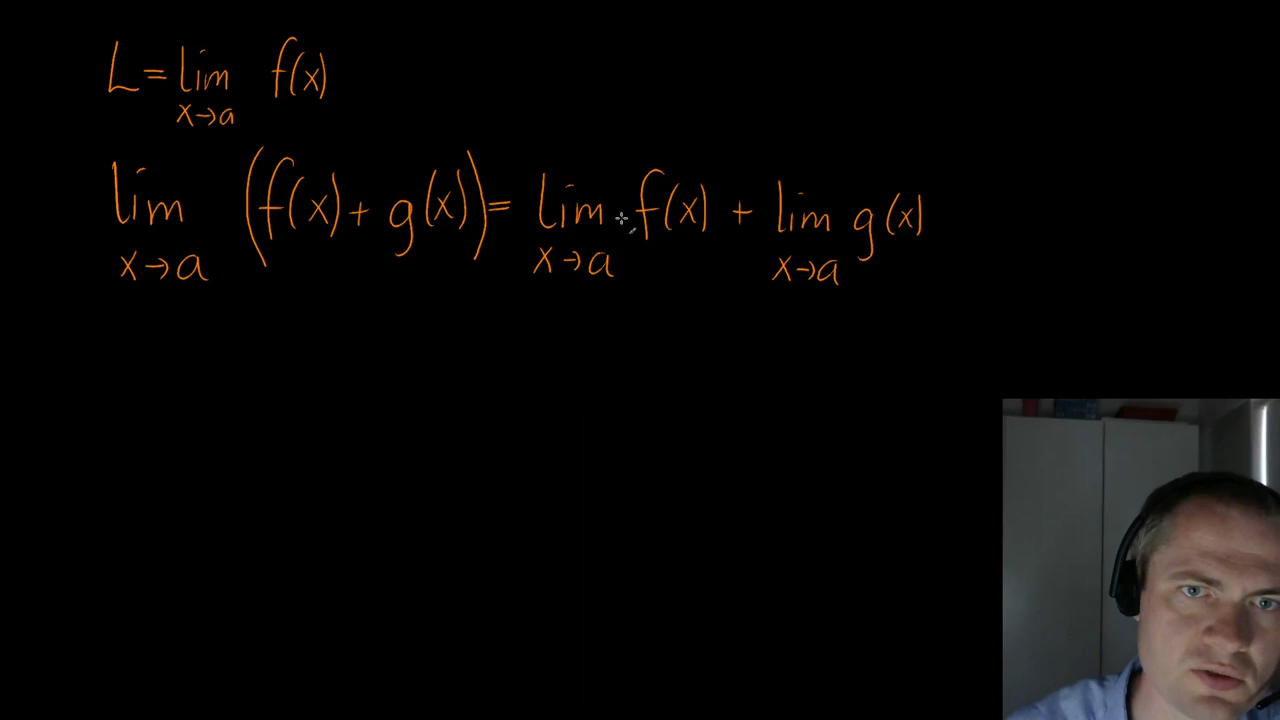 L = lim x→a f(x)
lim x→a (f(x) + g(x)) = lim x→a f(x) + lim x→a g(x)